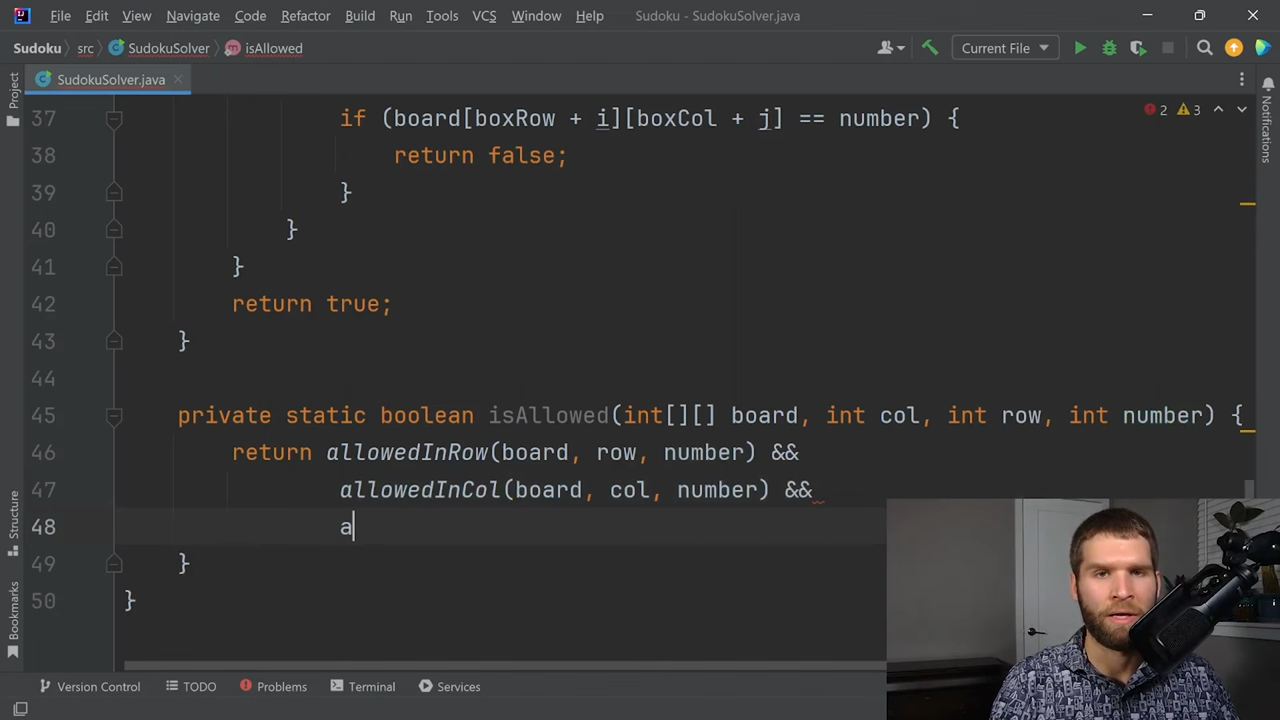 File Edit View Navigate Code Refactor Build Run Tools VCS Window Help Sudoku - SudokuSolver.java
Sudoku src SudokuSolver isAllowed Current File
SudokuSolver.java
Project
Structure
Bookmarks
Notifications
2 3
37 if (board[boxRow + i][boxCol + j] == number) {
38 return false;
39 }
40 }
41 }
42 return true;
43 }
44
45 private static boolean isAllowed(int[][] board, int col, int row, int number) {
46 return allowedInRow(board, row, number) &&
47 allowedInCol(board, col, number) &&
48 a
49 }
50 }
Version Control TODO Problems Terminal Services